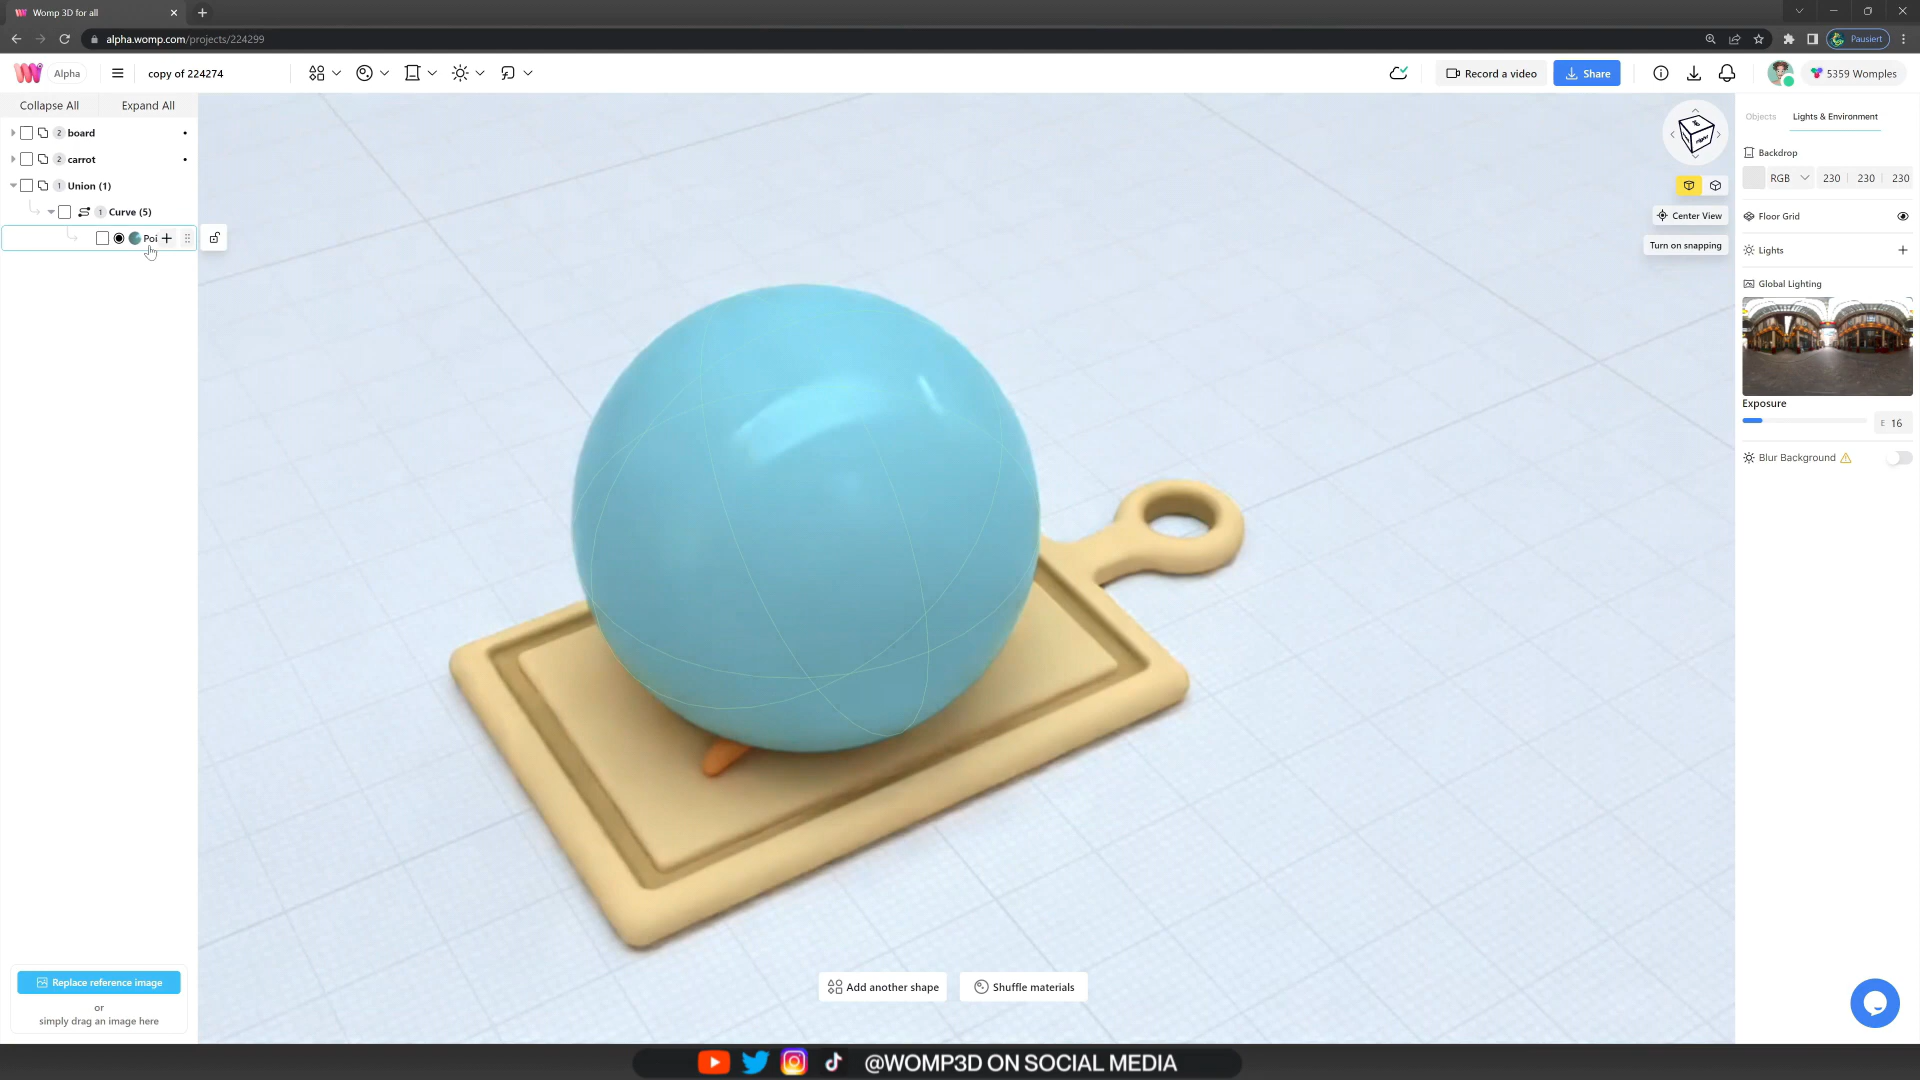 Womp 3D for all
alpha.womp.com/projects/224299
Pausiert
Alpha
copy of 224274
Record a video
Share
5359 Womples
Collapse All
Expand All
2 board
2 carrot
1 Union (1)
1 Curve (5)
Poi
Center View
Turn on snapping
Objects
Lights & Environment
Backdrop
RGB 230 230 230
Floor Grid
Lights
Global Lighting
Exposure
E 16
Blur Background
Replace reference image
or
simply drag an image here
Add another shape
Shuffle materials
@WOMP3D ON SOCIAL MEDIA